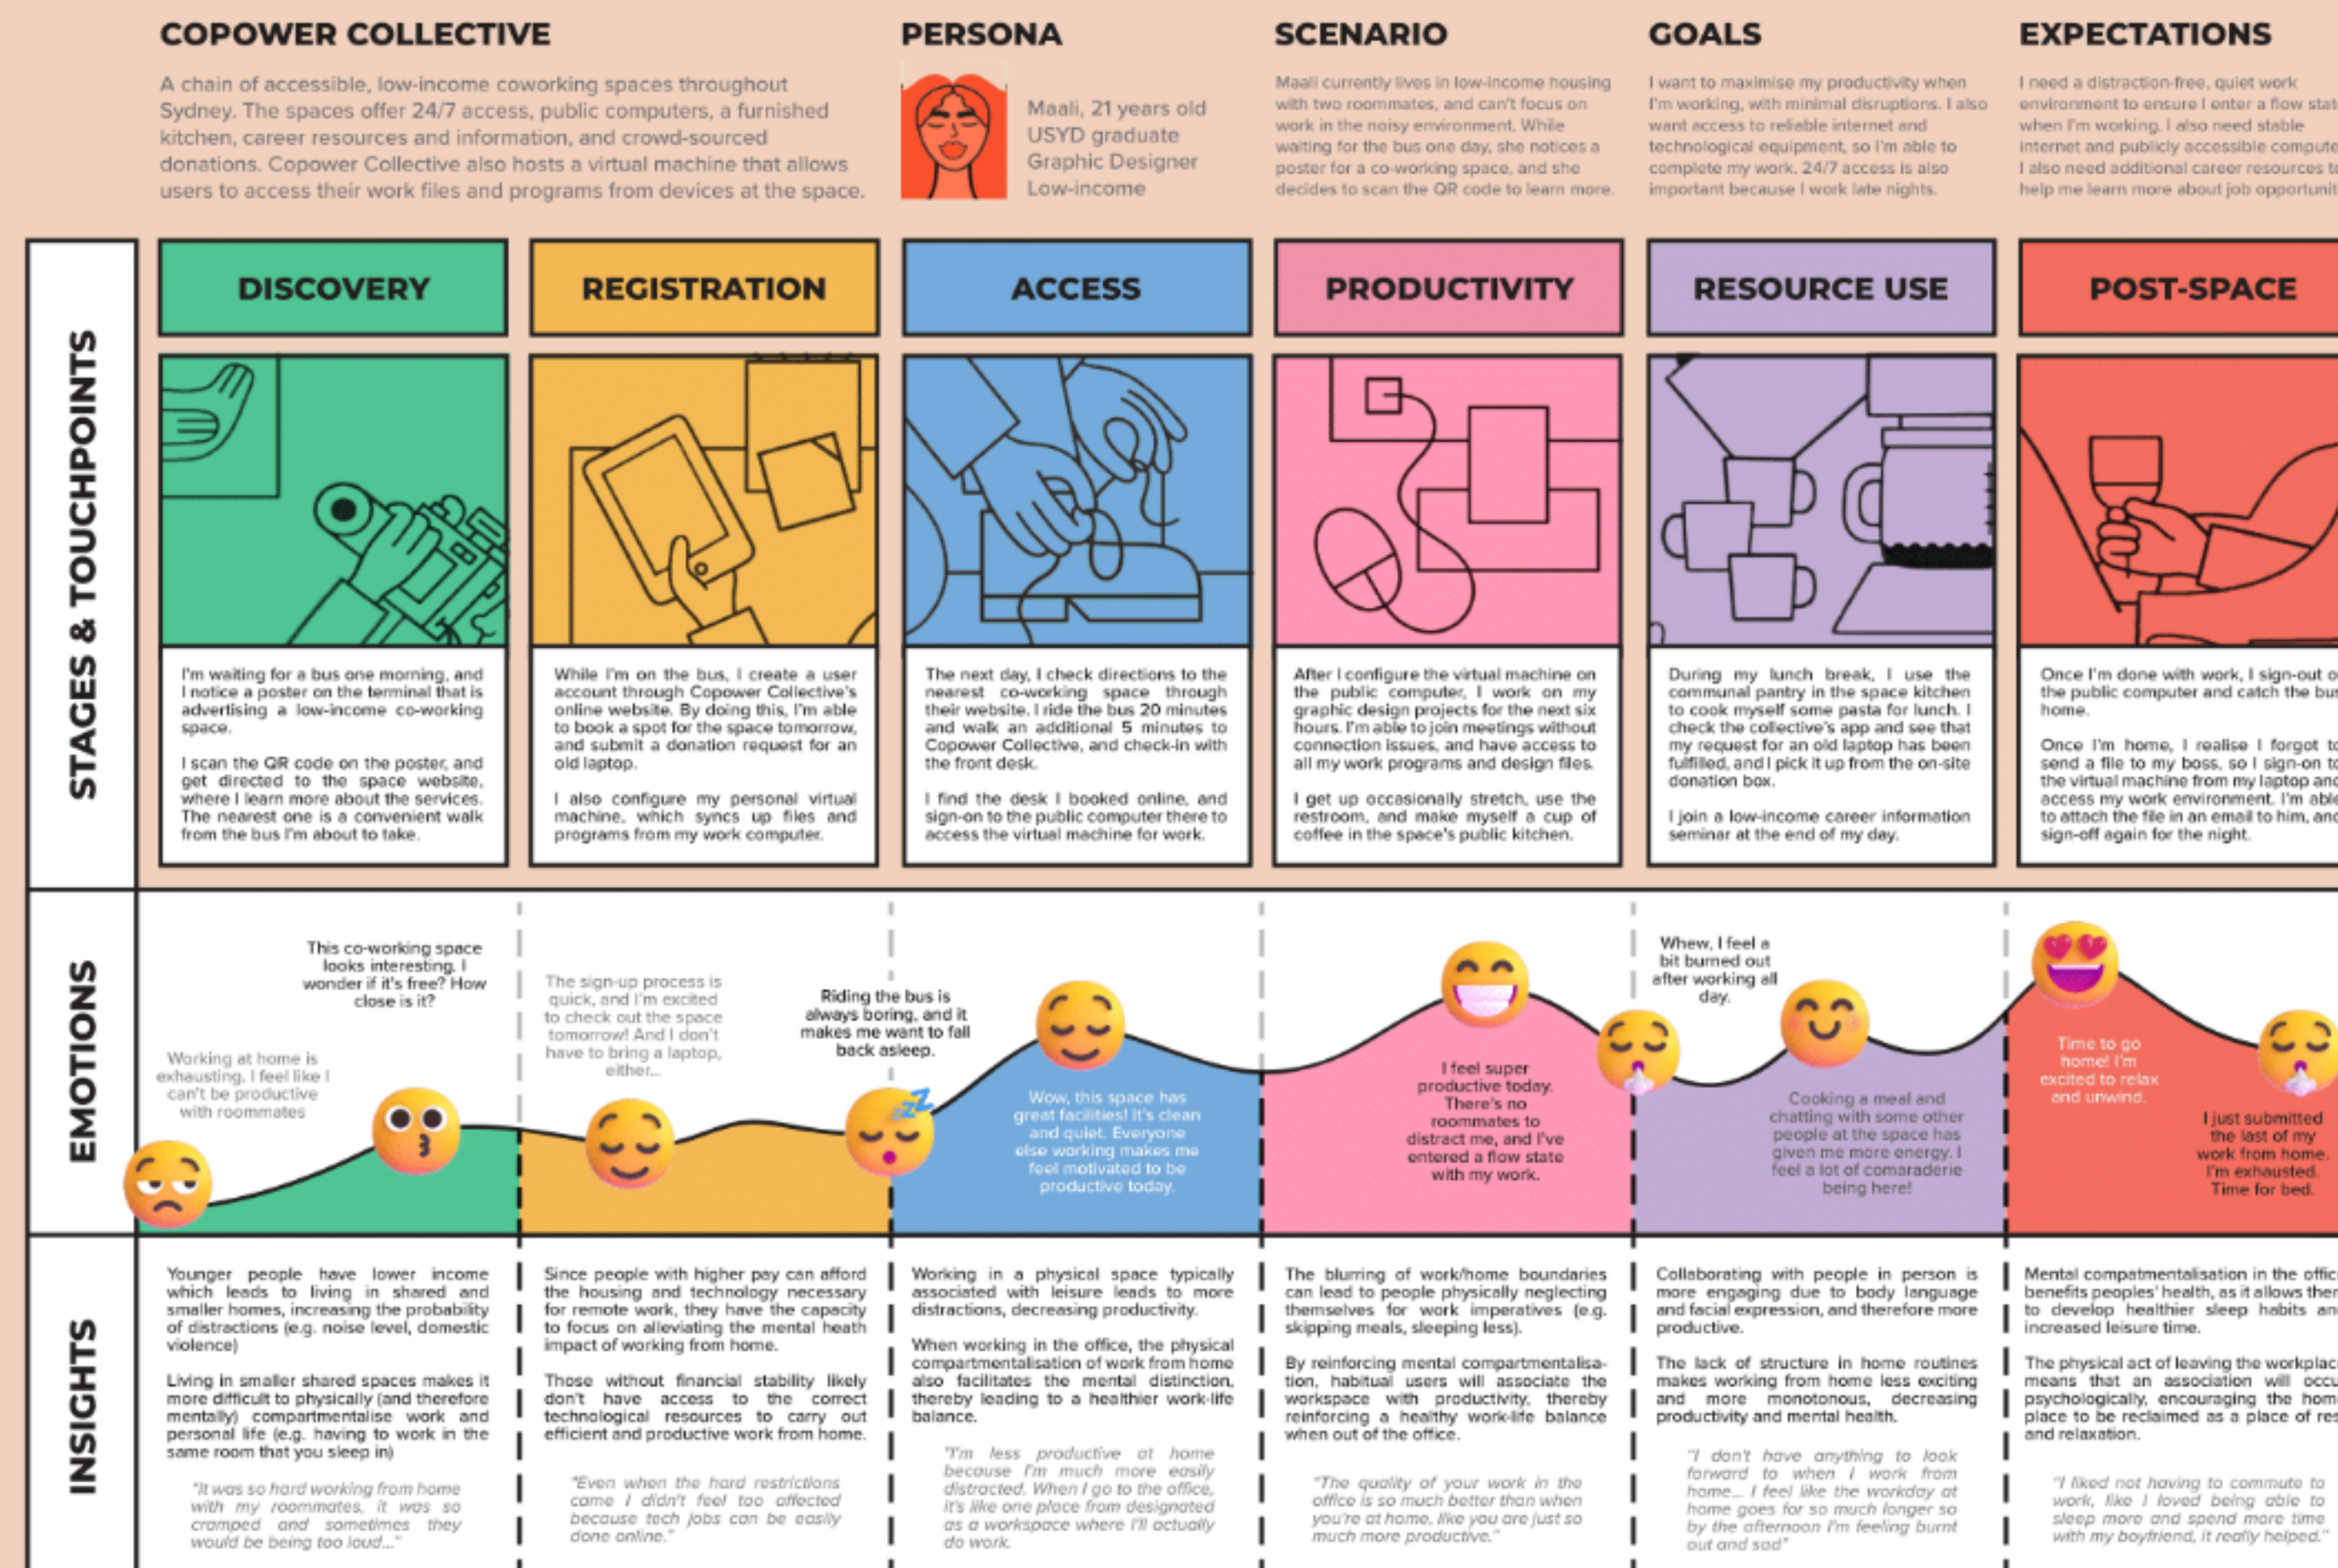 COPOWER COLLECTIVE
A chain of accessible, low-income coworking spaces throughout
Sydney. The spaces offer 24/7 access, public computers, a furnished
kitchen, career resources and information, and crowd-sourced
donations. Copower Collective also hosts a virtual machine that allows
users to access their work files and programs from devices at the space.
PERSONA
Maali, 21 years old
USYD graduate
Graphic Designer
Low-income
SCENARIO
Maali currently lives in low-income housing
with two roommates, and can't focus on
work in the noisy environment. While
waiting for the bus one day, she notices a
poster for a co-working space, and she
decides to scan the QR code to learn more.
GOALS
I want to maximise my productivity when
I'm working, with minimal disruptions. I also
want access to reliable internet and
technological equipment, so I'm able to
complete my work. 24/7 access is also
important because I work late nights.
EXPECTATIONS
I need a distraction-free, quiet work
environment to ensure I enter a flow
when I'm working. I also need stable
internet and publicly accessible
I also need additional career resources
help me learn more about job
STAGES & TOUCHPOINTS
DISCOVERY
I'm waiting for a bus one morning, and
I notice a poster on the terminal that is
advertising a low-income co-working
space.
I scan the QR code on the poster, and
get directed to the space website,
where I learn more about the services.
The nearest one is a convenient walk
from the bus I'm about to take.
REGISTRATION
While I'm on the bus, I create a user
account through Copower Collective's
online website. By doing this, I'm able
to book a spot for the space tomorrow,
and submit a donation request for an
old laptop.
I also configure my personal virtual
machine, which syncs up files and
programs from my work computer.
ACCESS
The next day, I check directions to the
nearest co-working space through
their website. I ride the bus 20 minutes
and walk an additional 5 minutes to
Copower Collective, and check-in with
the front desk.
I find the desk I booked online, and
sign-on to the public computer there to
access the virtual machine for work.
PRODUCTIVITY
After I configure the virtual machine on
the public computer, I work on my
graphic design projects for the next six
hours. I'm able to join meetings without
connection issues, and have access to
all my work programs and design files.
I get up occasionally stretch, use the
restroom, and make myself a cup of
coffee in the space's public kitchen.
RESOURCE USE
During my lunch break, I use the
communal pantry in the space kitchen
to cook myself some pasta for lunch. I
check the collective's app and see that
my request for an old laptop has been
fulfilled, and I pick it up from the on-site
donation box.
I join a low-income career information
seminar at the end of my day.
POST-SPACE
Once I'm done with work, I sign-out
the public computer and catch the bus
home.
Once I'm home, I realise I forgot
send a file to my boss, so I sign-on
the virtual machine from my laptop
access my work environment. I'm able
to attach the file in an email to him,
sign-off again for the night.
EMOTIONS
Working at home is
exhausting. I feel like I
can't be productive
with roommates
This co-working space
looks interesting. I
wonder if it's free? How
close is it?
The sign-up process is
quick, and I'm excited
to check out the space
tomorrow! And I don't
have to bring a laptop,
either...
Riding the bus is
always boring, and it
makes me want to fall
back asleep.
Wow, this space has
great facilities! It's clean
and quiet. Everyone
else working makes me
feel motivated to be
productive today.
I feel super
productive today.
There's no
roommates to
distract me, and I've
entered a flow state
with my work.
Whew, I feel a
bit burned out
after working all
day.
Cooking a meal and
chatting with some other
people at the space has
given me more energy. I
feel a lot of comaraderie
being here!
Time to go
home! I'm
excited to relax
and unwind.
I just submitted
the last of my
work from home.
I'm exhausted.
Time for bed.
INSIGHTS
Younger people have lower income
which leads to living in shared and
smaller homes, increasing the probability
of distractions (e.g. noise level, domestic
violence)
Living in smaller shared spaces makes it
more difficult to physically (and therefore
mentally) compartmentalise work and
personal life (e.g. having to work in the
same room that you sleep in)
"It was so hard working from home
with my roommates, it was so
cramped and sometimes they
would be being too loud..."
Since people with higher pay can afford
the housing and technology necessary
for remote work, they have the capacity
to focus on alleviating the mental heath
impact of working from home.
Those without financial stability likely
don't have access to the correct
technological resources to carry out
efficient and productive work from home.
"Even when the hard restrictions
came I didn't feel too affected
because tech jobs can be easily
done online."
Working in a physical space typically
associated with leisure leads to more
distractions, decreasing productivity.
When working in the office, the physical
compartmentalisation of work from home
also facilitates the mental distinction,
thereby leading to a healthier work-life
balance.
"I'm less productive at home
because I'm much more easily
distracted. When I go to the office,
it's like one place from designated
as a workspace where I'll actually
do work.
The blurring of work/home boundaries
can lead to people physically neglecting
themselves for work imperatives (e.g.
skipping meals, sleeping less).
By reinforcing mental compartmentalisa-
tion, habitual users will associate the
workspace with productivity, thereby
reinforcing a healthy work-life balance
when out of the office.
"The quality of your work in the
office is so much better than when
you're at home, like you are just so
much more productive."
Collaborating with people in person is
more engaging due to body language
and facial expression, and therefore more
productive.
The lack of structure in home routines
makes working from home less exciting
and more monotonous, decreasing
productivity and mental health.
"I don't have anything to look
forward to when I work from
home... I feel like the workday at
home goes for so much longer so
by the afternoon I'm feeling burnt
out and sad"
Mental compatmentalisation in the
benefits peoples' health, as it allows
to develop healthier sleep habits
increased leisure time.
The physical act of leaving the
means that an association will
psychologically, encouraging the
place to be reclaimed as a place of
and relaxation.
"I liked not having to commute to
work, like I loved being able to
sleep more and spend more time
with my boyfriend, it really helped."